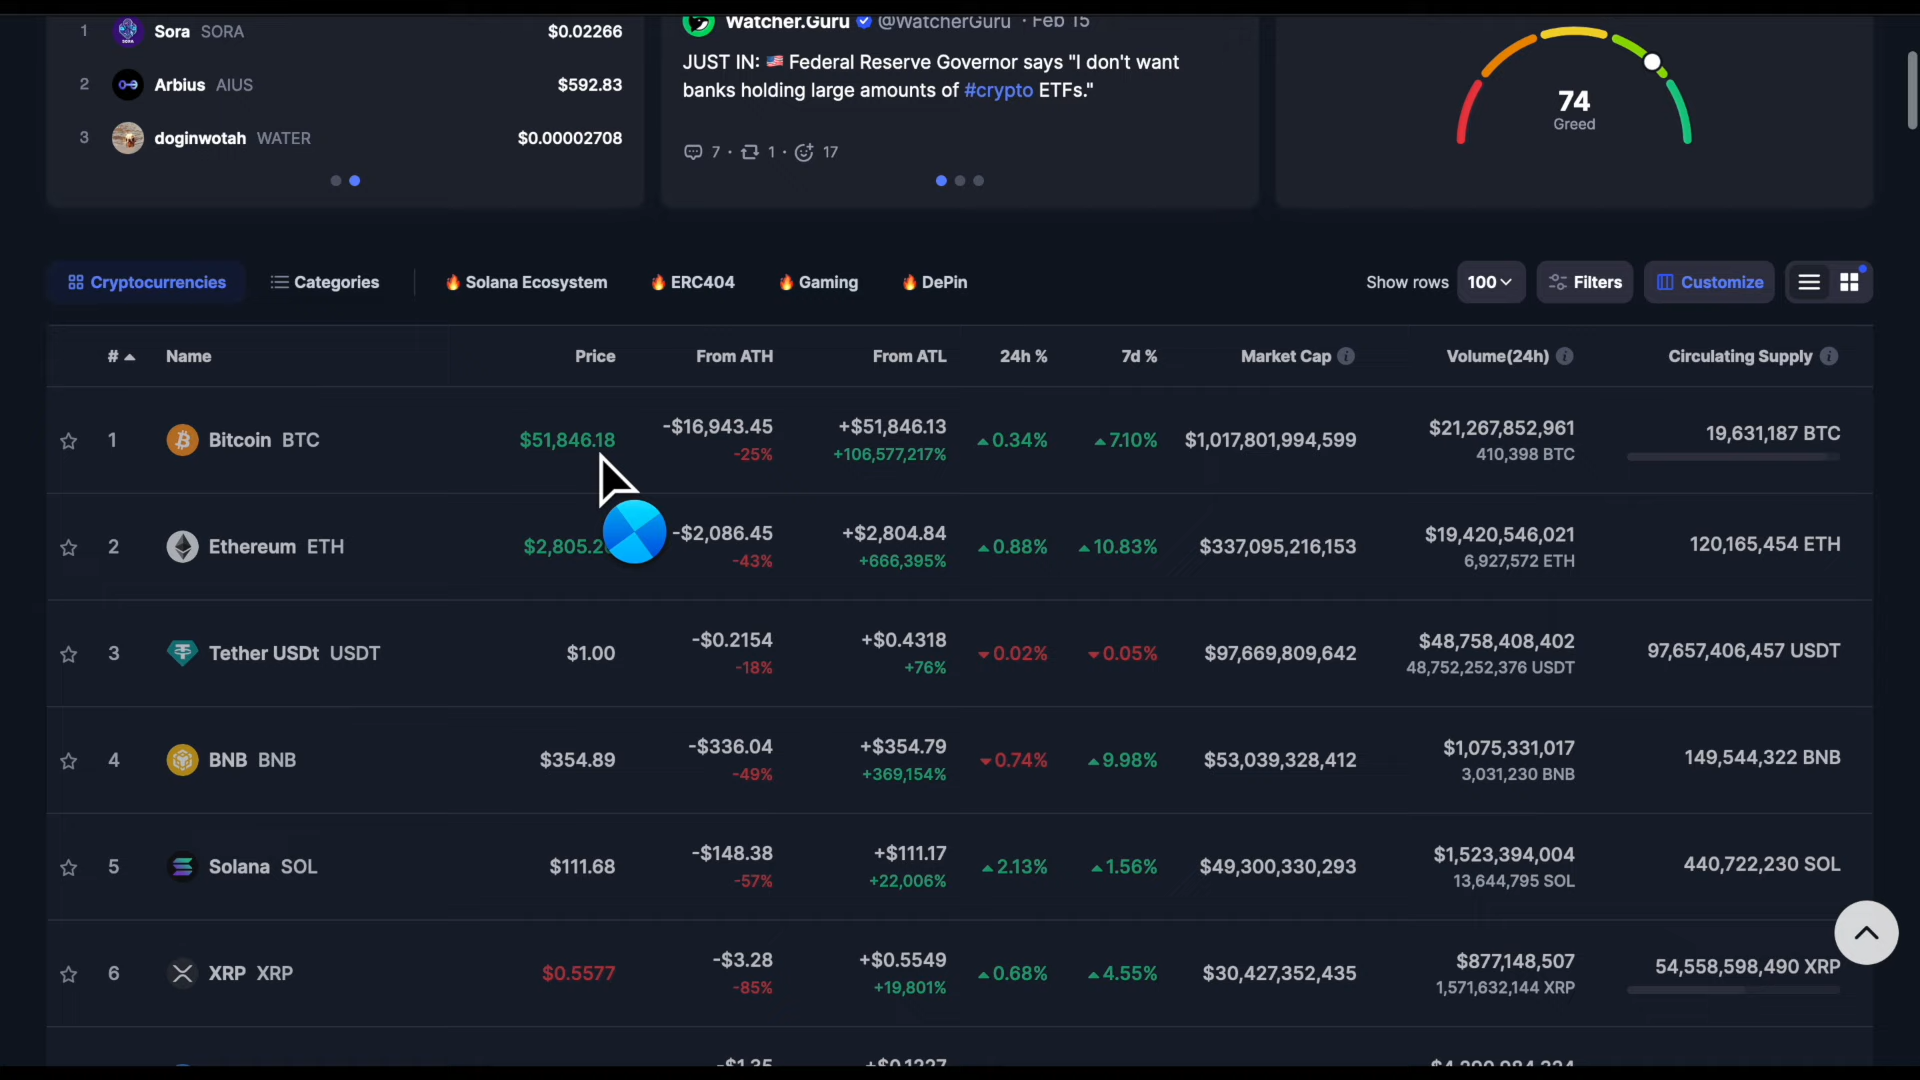 1 Sora SORA $0.02266
2 Arbius AIUS $592.83
3 doginwotah WATER $0.00002708
Watcher.Guru @WatcherGuru · Feb 15
JUST IN: 🇺🇸 Federal Reserve Governor says "I don't want
banks holding large amounts of #crypto ETFs."
7 · 1 · 17
74
Greed
Cryptocurrencies Categories 🔥 Solana Ecosystem 🔥 ERC404 🔥 Gaming 🔥 DePin Show rows 100 Filters Customize
# Name Price From ATH From ATL 24h % 7d % Market Cap Volume(24h) Circulating Supply
1 Bitcoin BTC $51,846.18 -$16,943.45 +$51,846.13 0.34% 7.10% $1,017,801,994,599 $21,267,852,961 19,631,187 BTC
-25% +106,577,217% 410,398 BTC
2 Ethereum ETH -$2,086.45 +$2,804.84 0.88% 10.83% $337,095,216,153 $19,420,546,021 120,165,454 ETH
-43% +666,395% 6,927,572 ETH
3 Tether USDt USDT $1.00 -$0.2154 +$0.4318 0.02% 0.05% $97,669,809,642 $48,758,408,402 97,657,406,457 USDT
-18% +76% 48,752,252,376 USDT
4 BNB BNB $354.89 -$336.04 +$354.79 0.74% 9.98% $53,039,328,412 $1,075,331,017 149,544,322 BNB
-49% +369,154% 3,031,230 BNB
5 Solana SOL $111.68 -$148.38 +$111.17 2.13% 1.56% $49,300,330,293 $1,523,394,004 440,722,230 SOL
-57% +22,006% 13,644,795 SOL
6 XRP XRP $0.5577 -$3.28 +$0.5549 0.68% 4.55% $30,427,352,435 $877,148,507 54,558,598,490 XRP
-85% +19,801% 1,571,632,144 XRP